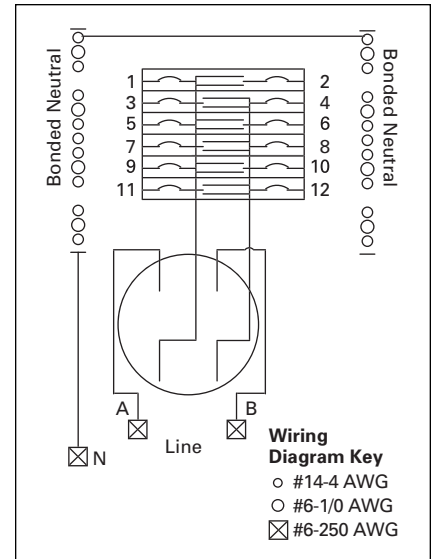 Bonded Neutral
Bonded Neutral
1 2
3 4
5 6
7 8
9 10
11 12
A B
Line
N
Wiring
Diagram Key
#14-4 AWG
#6-1/0 AWG
#6-250 AWG